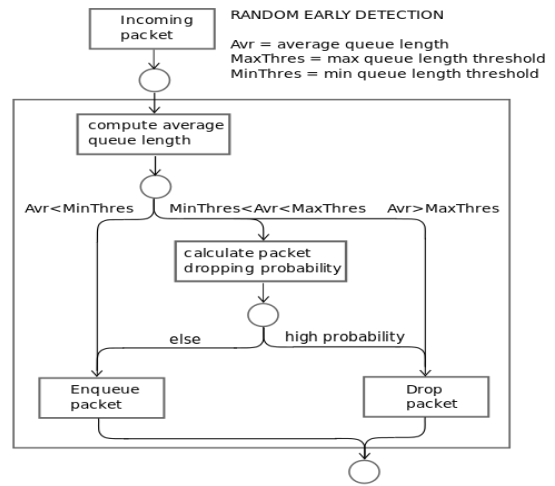 Incoming
packet
RANDOM EARLY DETECTION
Avr = average queue length
MaxThres = max queue length threshold
MinThres = min queue length threshold
compute average
queue length
Avr<MinThres
MinThres<Avr<MaxThres
Avr>MaxThres
calculate packet
dropping probability
else
high probability
Enqueue
packet
Drop
packet